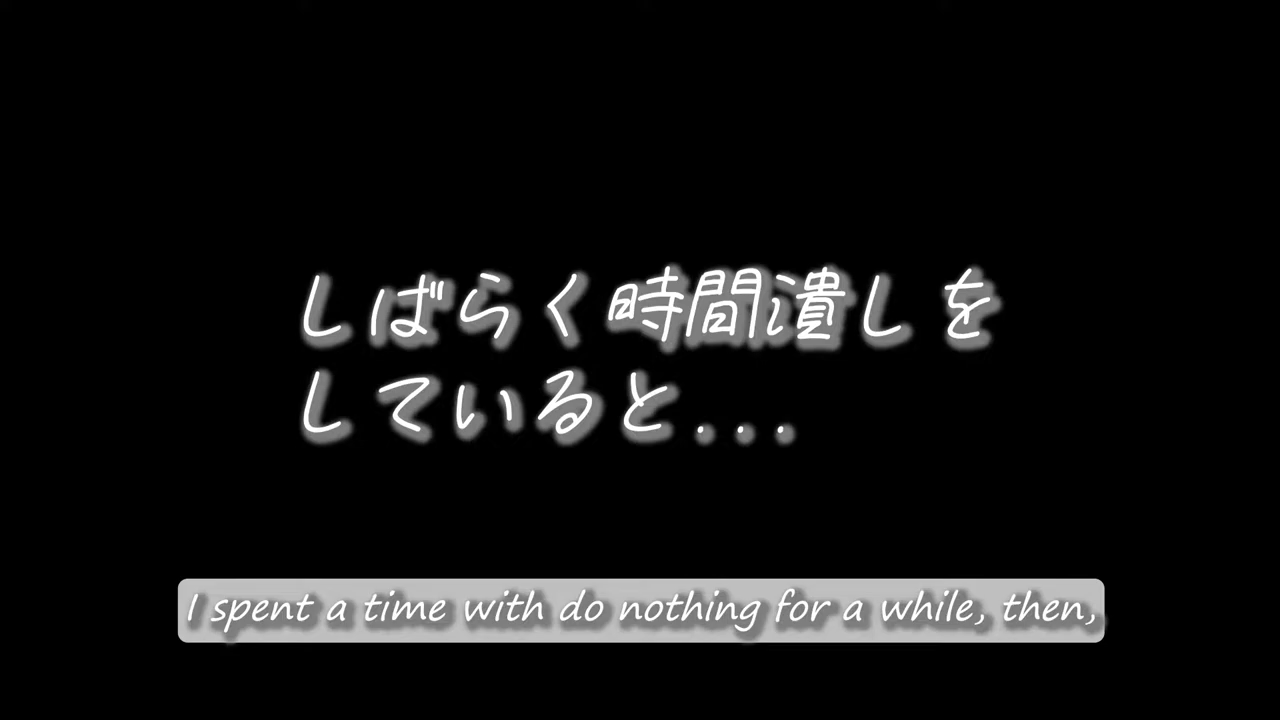 しばらく時間潰しを
していると...
I spent a time with do nothing for a while, then,